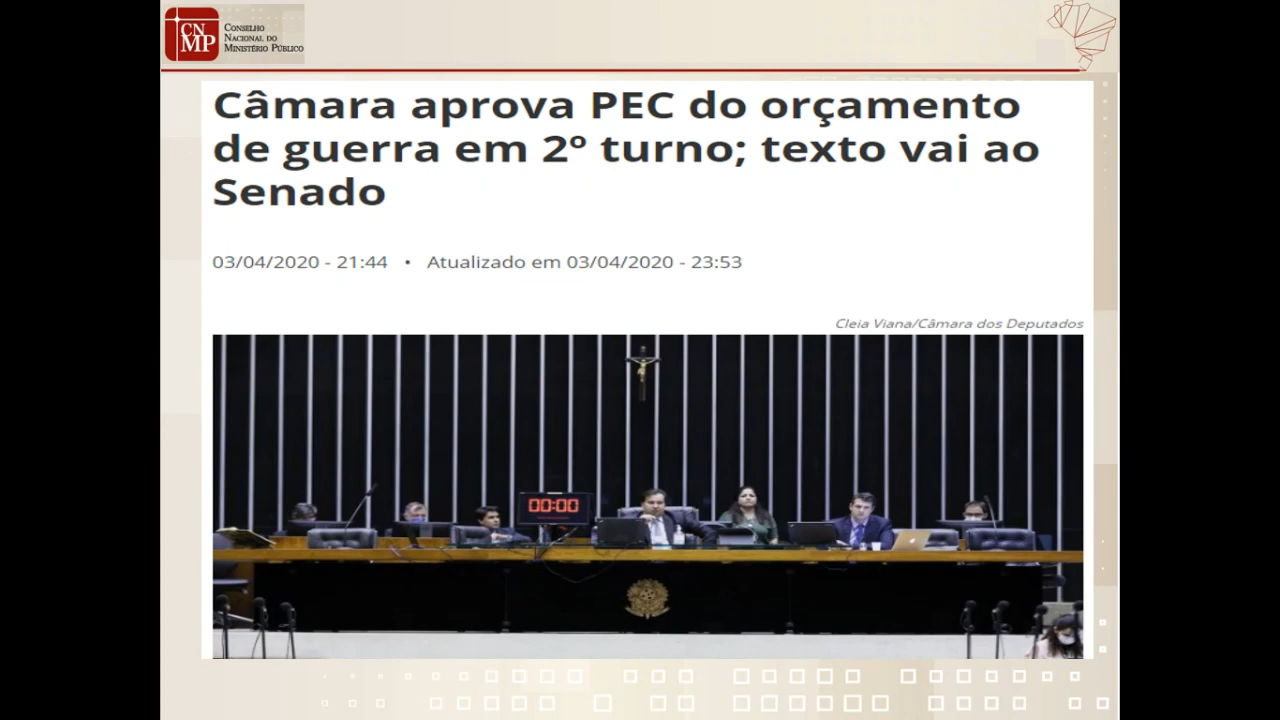 CN
MP
CONSELHO
NACIONAL DO
MINISTÉRIO PÚBLICO
Câmara aprova PEC do orçamento
de guerra em 2º turno; texto vai ao
Senado
03/04/2020 - 21:44 • Atualizado em 03/04/2020 - 23:53
Cleia Viana/Câmara dos Deputados
00:00